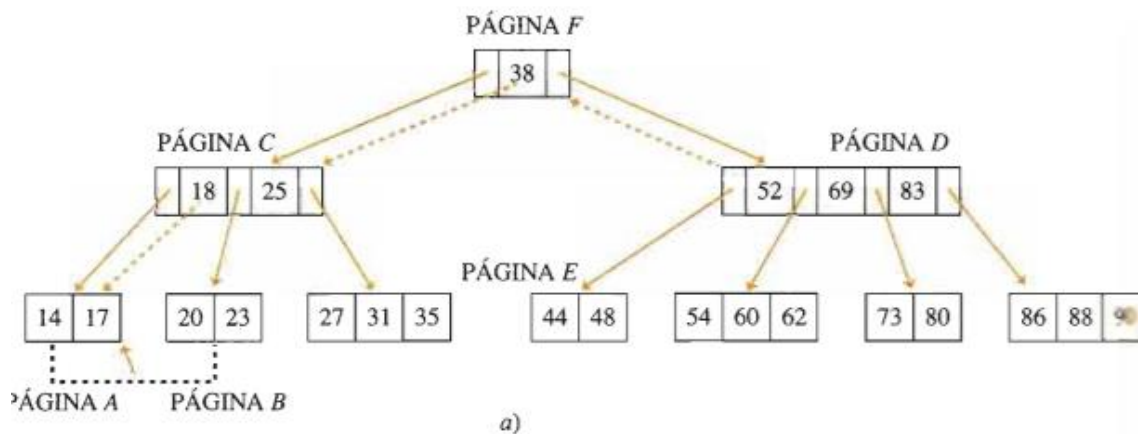 PÁGINA F
38
PÁGINA C PÁGINA D
18 25 52 69 83
PÁGINA E
14 17 20 23 27 31 35 44 48 54 60 62 73 80 86 88
PÁGINA A PÁGINA B
a)